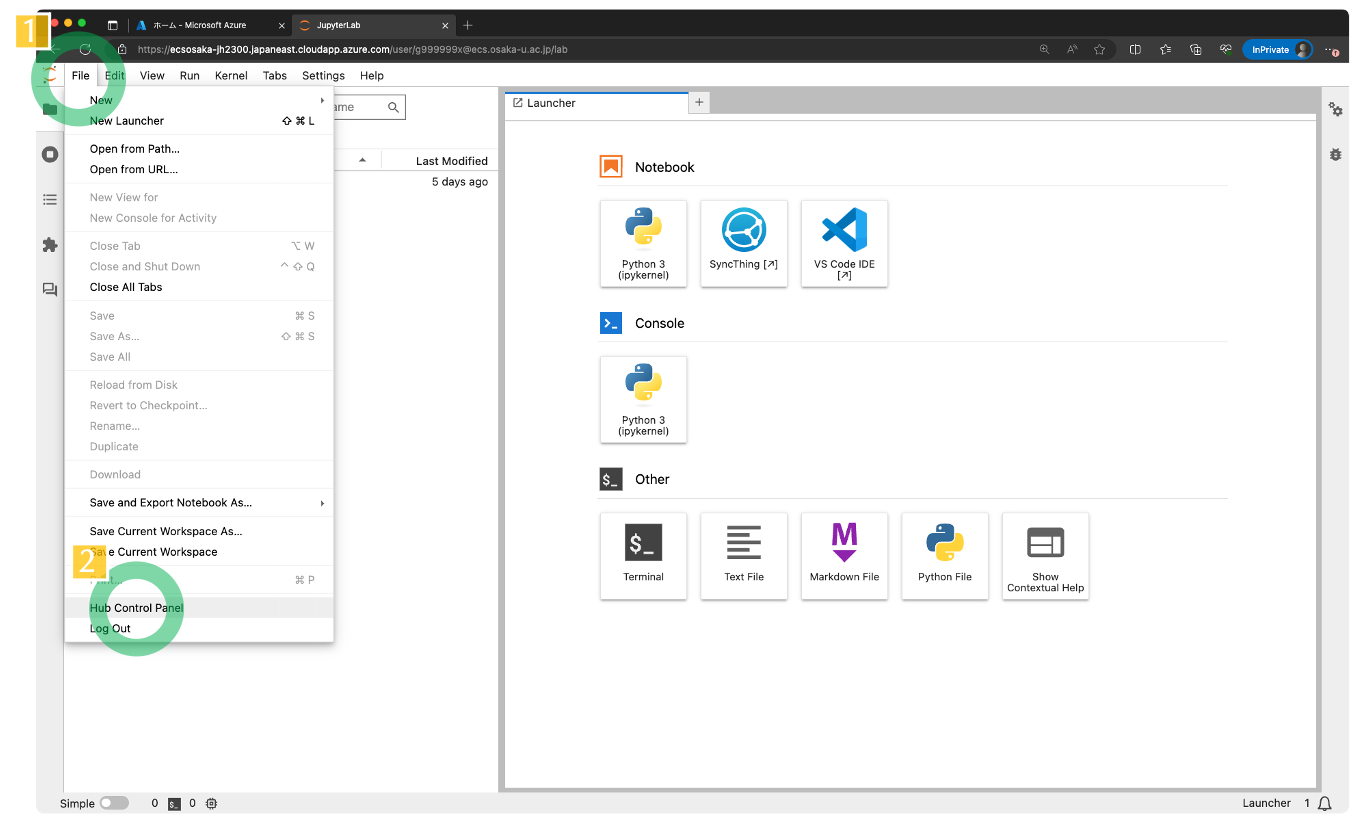 1
ホーム - Microsoft Azure
JupyterLab
https://ecsosaka-jh2300.japaneast.cloudapp.azure.com/user/g999999x@ecs.osaka-u.ac.jp/lab
InPrivate
File Edit View Run Kernel Tabs Settings Help
New
New Launcher ⇧ ⌘ L
Open from Path...
Open from URL...
New View for
New Console for Activity
Close Tab ⌥ W
Close and Shut Down ^ ⇧ Q
Close All Tabs
Save ⌘ S
Save As... ⇧ ⌘ S
Save All
Reload from Disk
Revert to Checkpoint...
Rename...
Duplicate
Download
Save and Export Notebook As...
Save Current Workspace As...
Save Current Workspace
2
Print... ⌘ P
Hub Control Panel
Log Out
ame
Last Modified
5 days ago
Launcher
Notebook
Python 3
(ipykernel)
SyncThing [↗]
VS Code IDE
[↗]
Console
Python 3
(ipykernel)
$_ Other
$_
Terminal
Text File
M
Markdown File
Python File
Show
Contextual Help
Simple 0 $_ 0
Launcher 1